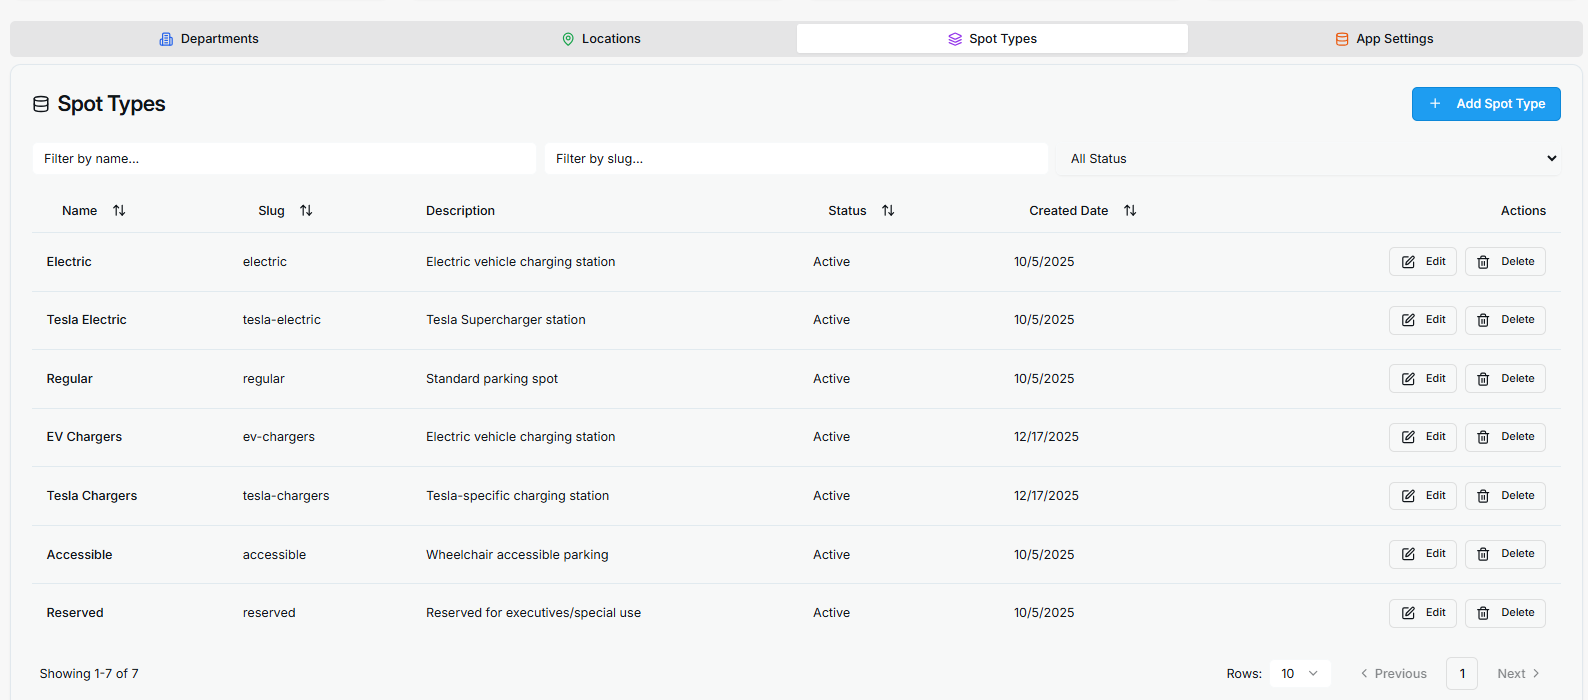 Departments Locations Spot Types App Settings
Spot Types Add Spot Type
Filter by name... Filter by slug... All Status
Name Slug Description Status Created Date Actions
Electric electric Electric vehicle charging station Active 10/5/2025 Edit Delete
Tesla Electric tesla-electric Tesla Supercharger station Active 10/5/2025 Edit Delete
Regular regular Standard parking spot Active 10/5/2025 Edit Delete
EV Chargers ev-chargers Electric vehicle charging station Active 12/17/2025 Edit Delete
Tesla Chargers tesla-chargers Tesla-specific charging station Active 12/17/2025 Edit Delete
Accessible accessible Wheelchair accessible parking Active 10/5/2025 Edit Delete
Reserved reserved Reserved for executives/special use Active 10/5/2025 Edit Delete
Showing 1-7 of 7 Rows: 10 Previous 1 Next